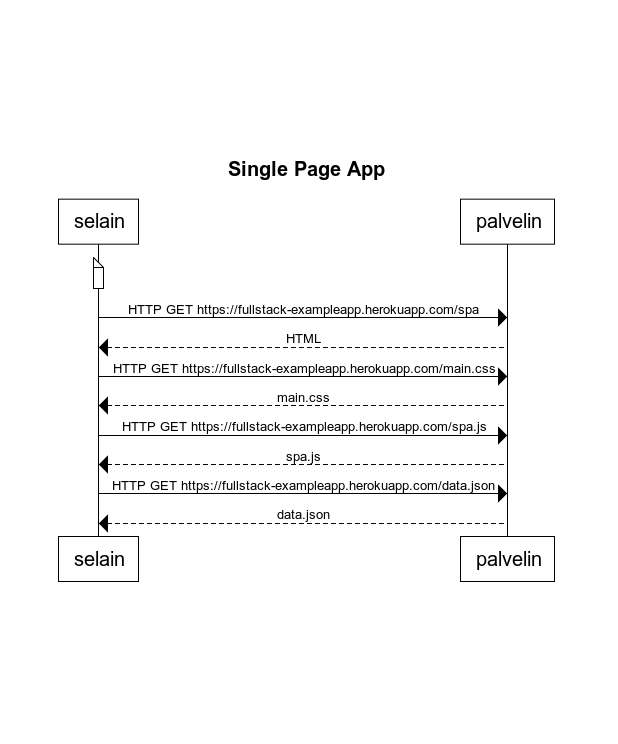 Single Page App
selain
palvelin
HTTP GET https://fullstack-exampleapp.herokuapp.com/spa
HTML
HTTP GET https://fullstack-exampleapp.herokuapp.com/main.css
main.css
HTTP GET https://fullstack-exampleapp.herokuapp.com/spa.js
spa.js
HTTP GET https://fullstack-exampleapp.herokuapp.com/data.json
data.json
selain
palvelin